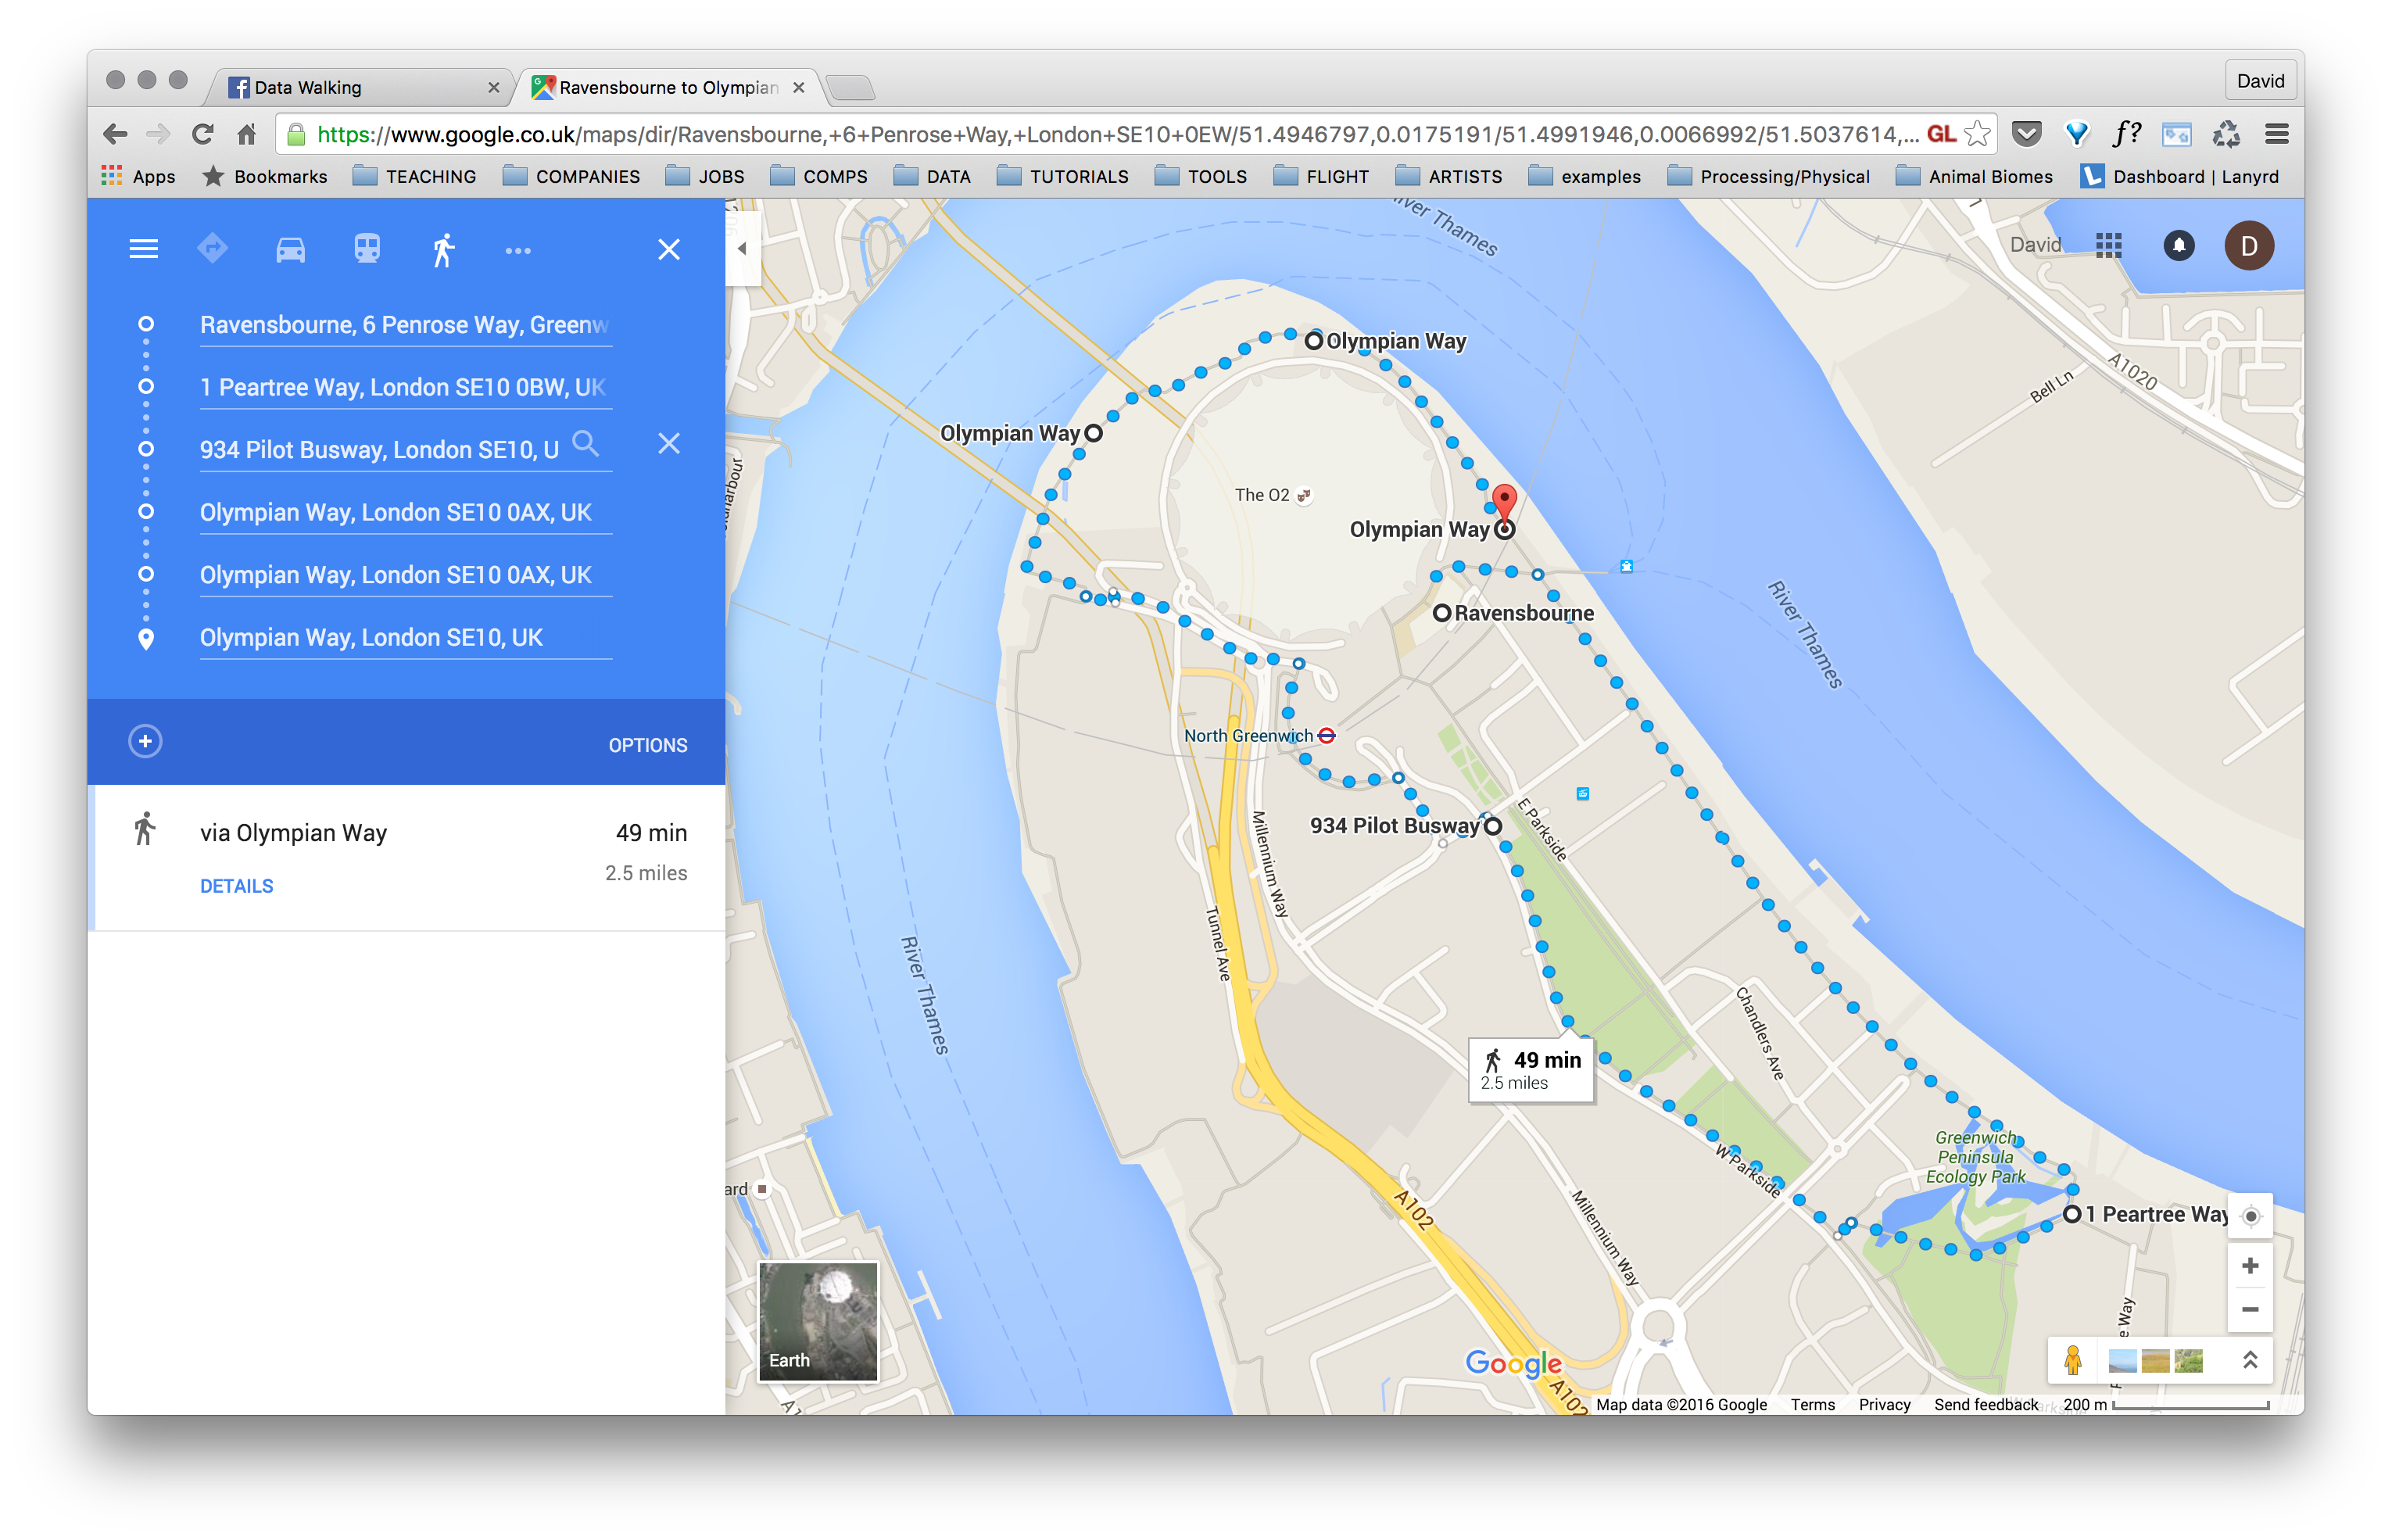 Data Walking
Ravensbourne to Olympian
David
https://www.google.co.uk/maps/dir/Ravensbourne,+6+Penrose+Way,+London+SE10+0EW/51.4946797,0.0175191/51.4991946,0.0066992/51.5037614,...
GL
f?
Apps
Bookmarks
TEACHING
COMPANIES
JOBS
COMPS
DATA
TUTORIALS
TOOLS
FLIGHT
ARTISTS
examples
Processing/Physical
Animal Biomes
Dashboard | Lanyrd
Ravensbourne, 6 Penrose Way, Greenw
1 Peartree Way, London SE10 0BW, UK
934 Pilot Busway, London SE10, U
Olympian Way, London SE10 0AX, UK
Olympian Way, London SE10 0AX, UK
Olympian Way, London SE10, UK
OPTIONS
via Olympian Way
49 min
2.5 miles
DETAILS
River Thames
David
D
A1020
Bell Ln
Olympian Way
Olympian Way
The O2
Olympian Way
Ravensbourne
River Thames
North Greenwich
934 Pilot Busway
E Parkside
Millennium Way
Tunnel Ave
River Thames
Chandlers Ave
49 min
2.5 miles
W Parkside
Greenwich
Peninsula
Ecology Park
1 Peartree Way
ard
A102
Millennium Way
e Way
Earth
Google
A102
Map data ©2016 Google
Terms
Privacy
Send feedback
200 m